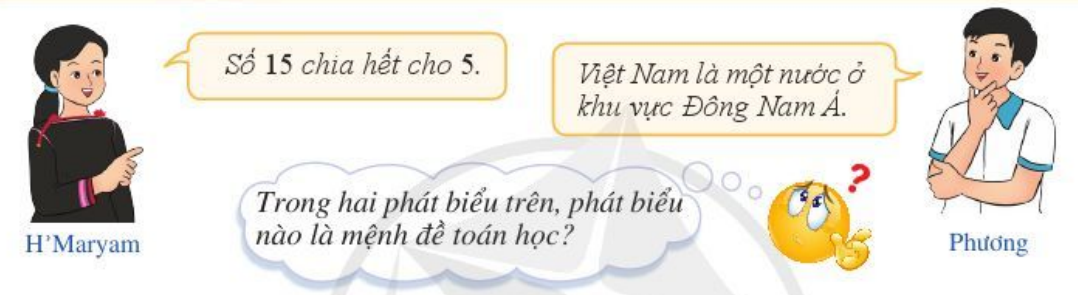 Số 15 chia hết cho 5.
Việt Nam là một nước ở
khu vực Đông Nam Á.
Trong hai phát biểu trên, phát biểu
nào là mệnh đề toán học?
?
H'Maryam
Phương